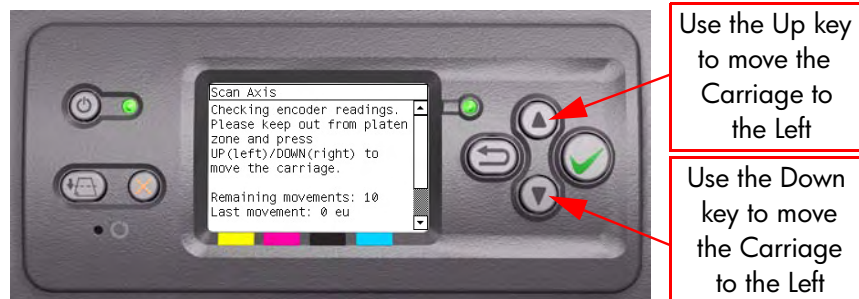 Scan Axis
Checking encoder readings.
Please keep out from platen
zone and press
UP(left)/DOWN(right) to
move the carriage.
Remaining movements: 10
Last movement: 0 eu
Use the Up key
to move the
Carriage to
the Left
Use the Down
key to move
the Carriage
to the Left